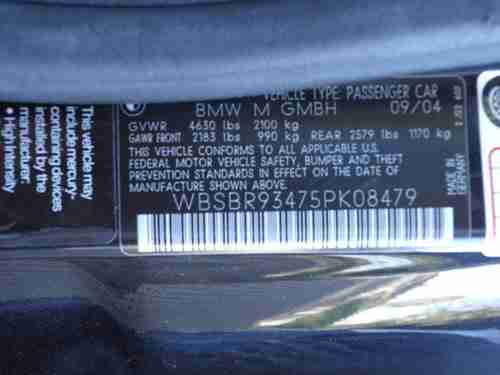 VEHICLE TYPE: PASSENGER CAR
BMW M GMBH 09/04
GVWR 4630 lbs 2100 kg
GAWR FRONT 2183 lbs 990 kg REAR 2579 lbs 1170 kg
THIS VEHICLE CONFORMS TO ALL APPLICABLE U.S.
FEDERAL MOTOR VEHICLE SAFETY, BUMPER AND THEFT
PREVENTION STANDARDS IN EFFECT ON THE DATE OF
MANUFACTURE SHOWN ABOVE.
WBSBR93475PK08479
MADE IN
GERMANY
This vehicle may
include mercury-
containing devices
installed by the
manufacturer:
• High Intensity